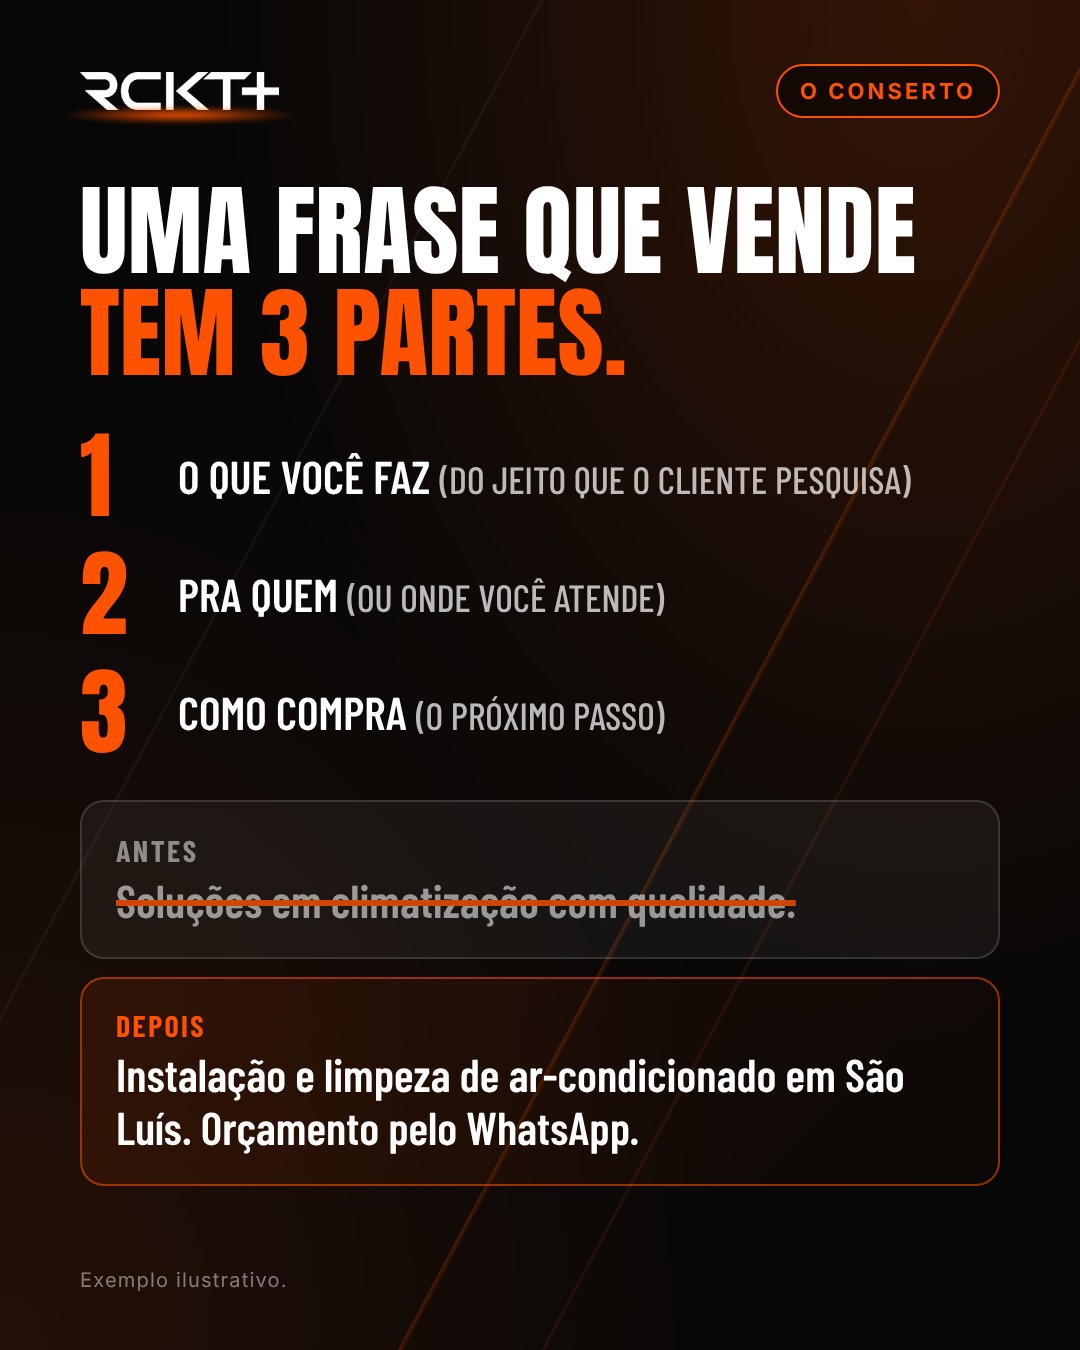 RCKT+
O CONSERTO
UMA FRASE QUE VENDE
TEM 3 PARTES.
1 O QUE VOCÊ FAZ (DO JEITO QUE O CLIENTE PESQUISA)
2 PRA QUEM (OU ONDE VOCÊ ATENDE)
3 COMO COMPRA (O PRÓXIMO PASSO)
ANTES
Soluções em climatização com qualidade.
DEPOIS
Instalação e limpeza de ar-condicionado em São
Luís. Orçamento pelo WhatsApp.
Exemplo ilustrativo.